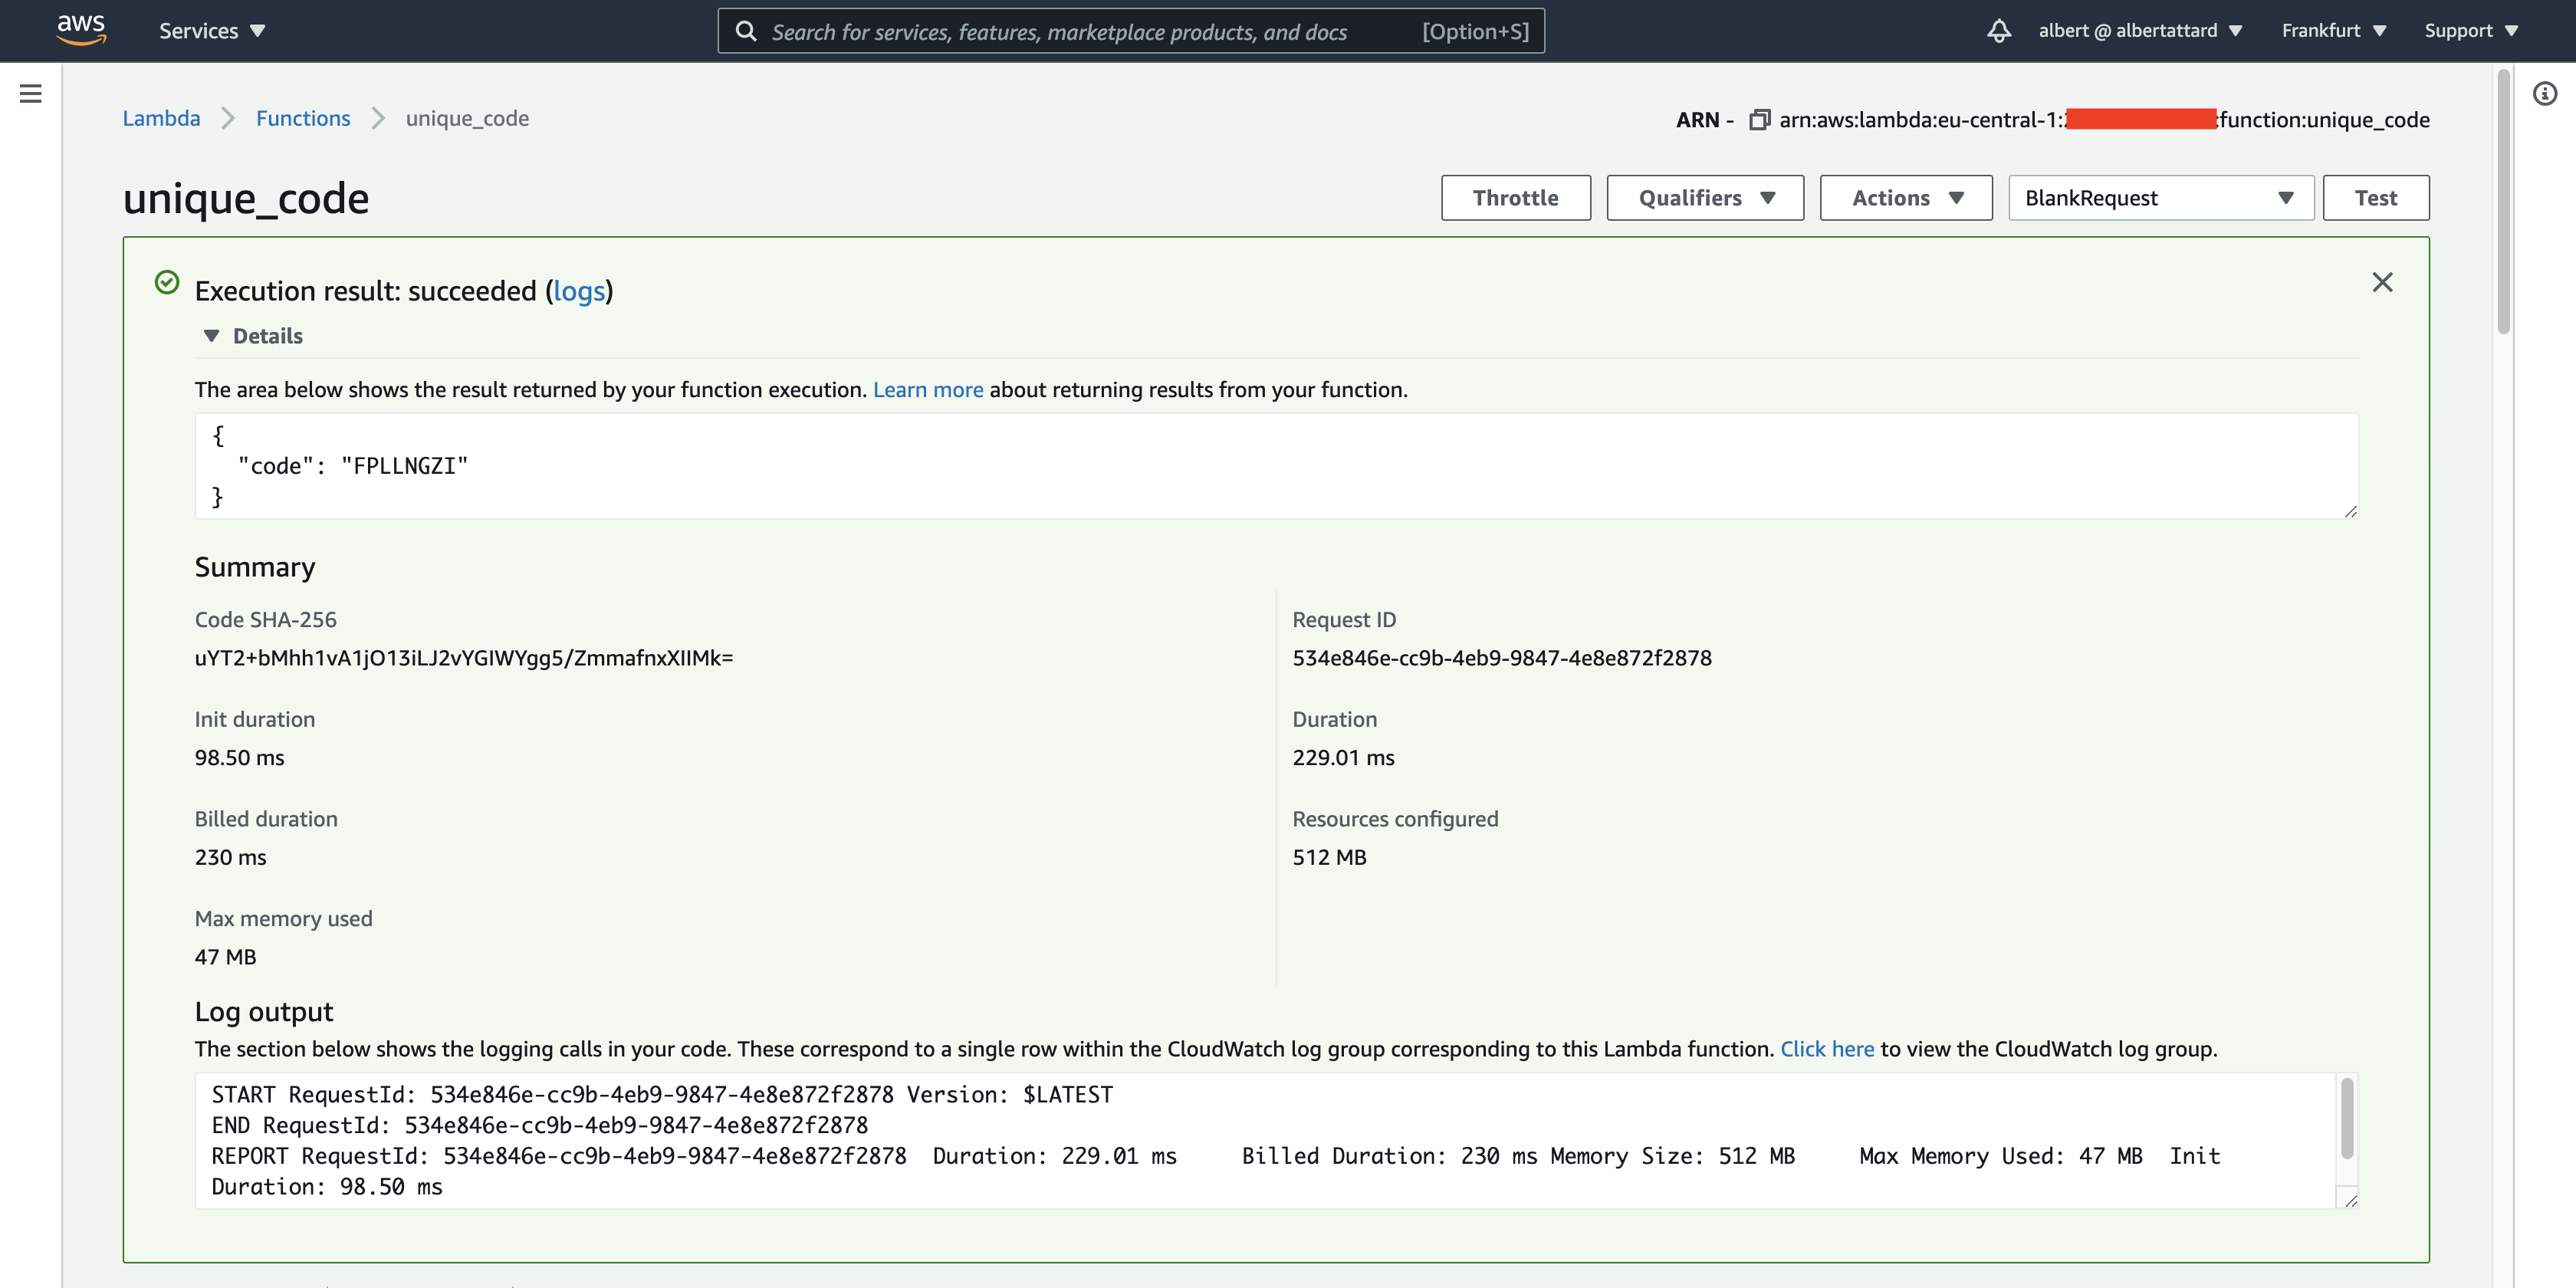 aws Services Search for services, features, marketplace products, and docs [Option+S] albert @ albertattard Frankfurt Support
Lambda Functions unique_code ARN - arn:aws:lambda:eu-central-1: :function:unique_code
unique_code Throttle Qualifiers Actions BlankRequest Test
Execution result: succeeded (logs)
Details
The area below shows the result returned by your function execution. Learn more about returning results from your function.
{
"code": "FPLLNGZI"
}
Summary
Code SHA-256 Request ID
uYT2+bMhh1vA1jO13iLJ2vYGIWYgg5/ZmmafnxXIIMk= 534e846e-cc9b-4eb9-9847-4e8e872f2878
Init duration Duration
98.50 ms 229.01 ms
Billed duration Resources configured
230 ms 512 MB
Max memory used
47 MB
Log output
The section below shows the logging calls in your code. These correspond to a single row within the CloudWatch log group corresponding to this Lambda function. Click here to view the CloudWatch log group.
START RequestId: 534e846e-cc9b-4eb9-9847-4e8e872f2878 Version: $LATEST
END RequestId: 534e846e-cc9b-4eb9-9847-4e8e872f2878
REPORT RequestId: 534e846e-cc9b-4eb9-9847-4e8e872f2878 Duration: 229.01 ms Billed Duration: 230 ms Memory Size: 512 MB Max Memory Used: 47 MB Init
Duration: 98.50 ms